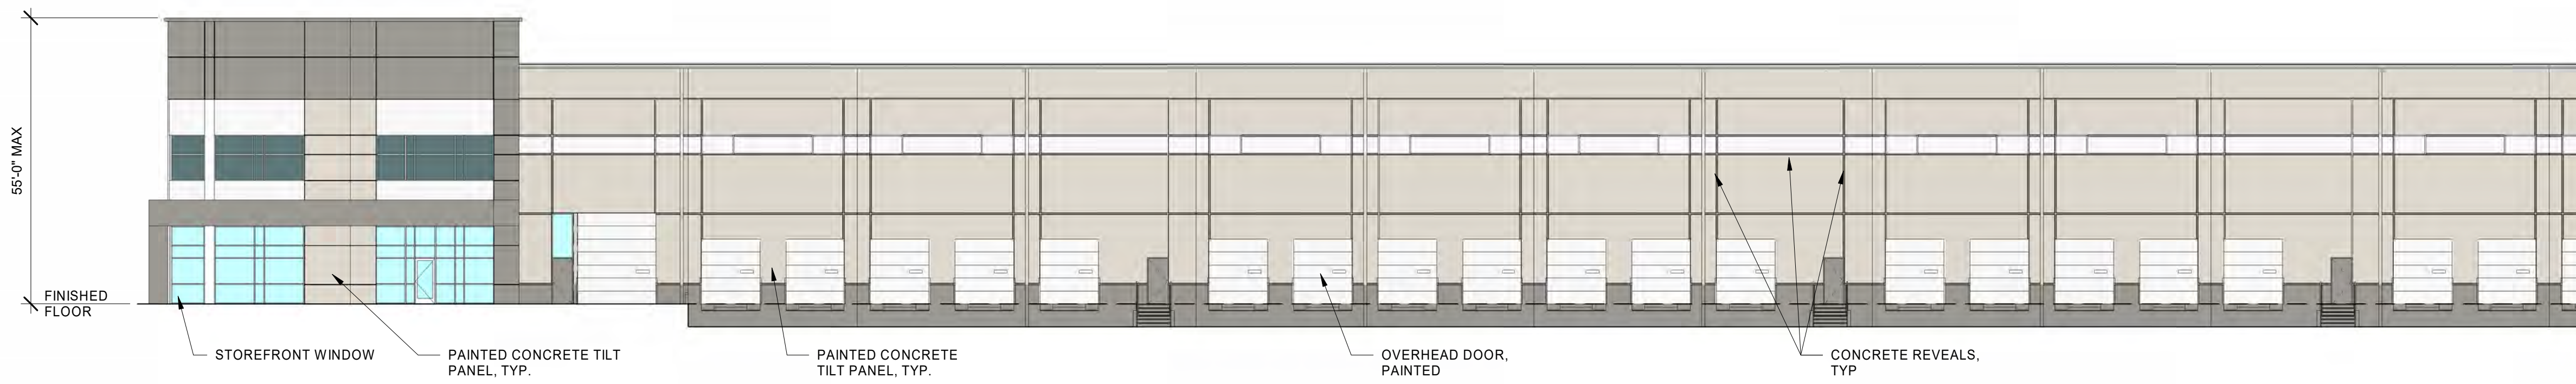 55'-0" MAX
FINISHED
FLOOR
STOREFRONT WINDOW
PAINTED CONCRETE TILT
PANEL, TYP.
PAINTED CONCRETE
TILT PANEL, TYP.
OVERHEAD DOOR,
PAINTED
CONCRETE REVEALS,
TYP